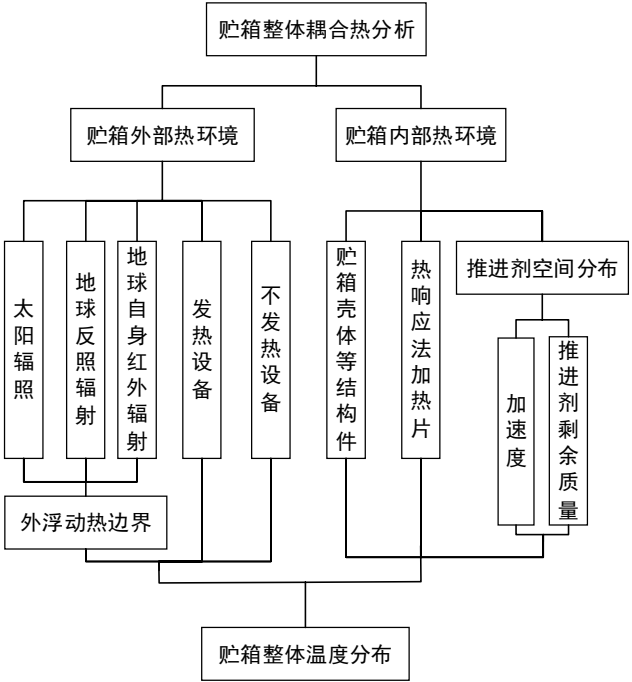 贮箱整体耦合热分析
贮箱外部热环境
贮箱内部热环境
太阳辐照
地球反照辐射
地球自身红外辐射
发热设备
不发热设备
贮箱壳体等结构件
热响应法加热片
推进剂空间分布
加速度
推进剂剩余质量
外浮动热边界
贮箱整体温度分布